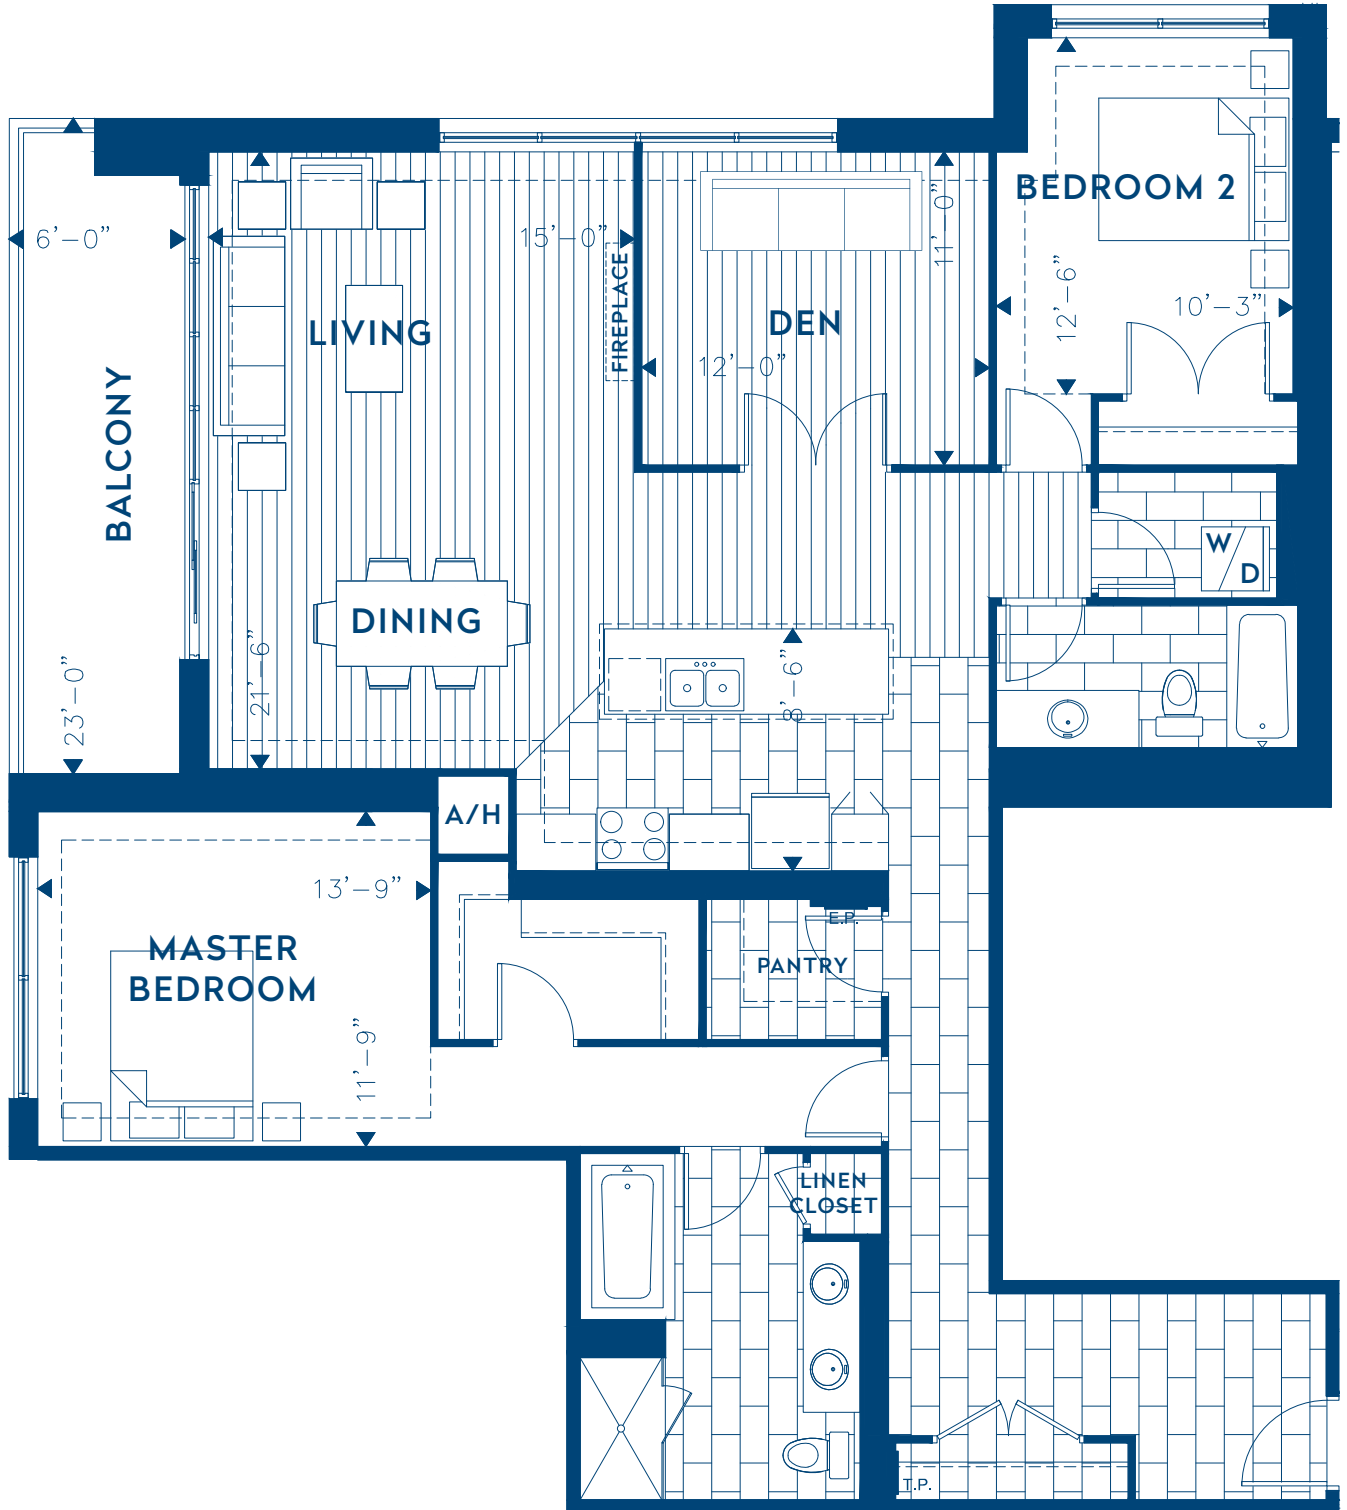 BEDROOM 2
12'-6"
10'-3"
6'-0"
15'-0"
11'-0"
FIREPLACE
LIVING
DEN
12'-0"
BALCONY
23'-0"
21'-6"
DINING
8'-6"
W
D
A/H
13'-9"
MASTER
BEDROOM
11'-9"
E.P.
PANTRY
LINEN
CLOSET
T.P.